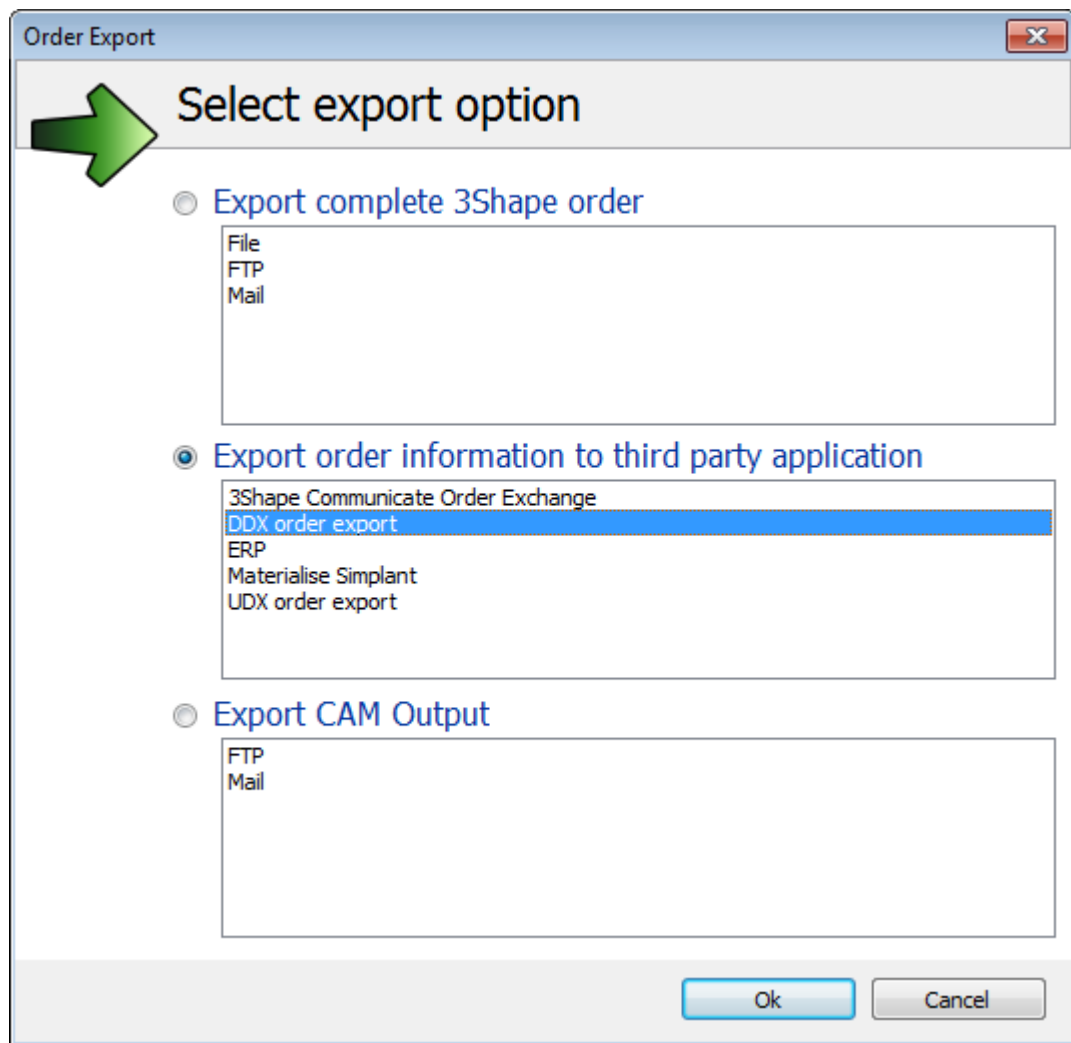 Order Export
Select export option
Export complete 3Shape order
File
FTP
Mail
Export order information to third party application
3Shape Communicate Order Exchange
DDX order export
ERP
Materialise Simplant
UDX order export
Export CAM Output
FTP
Mail
Ok
Cancel